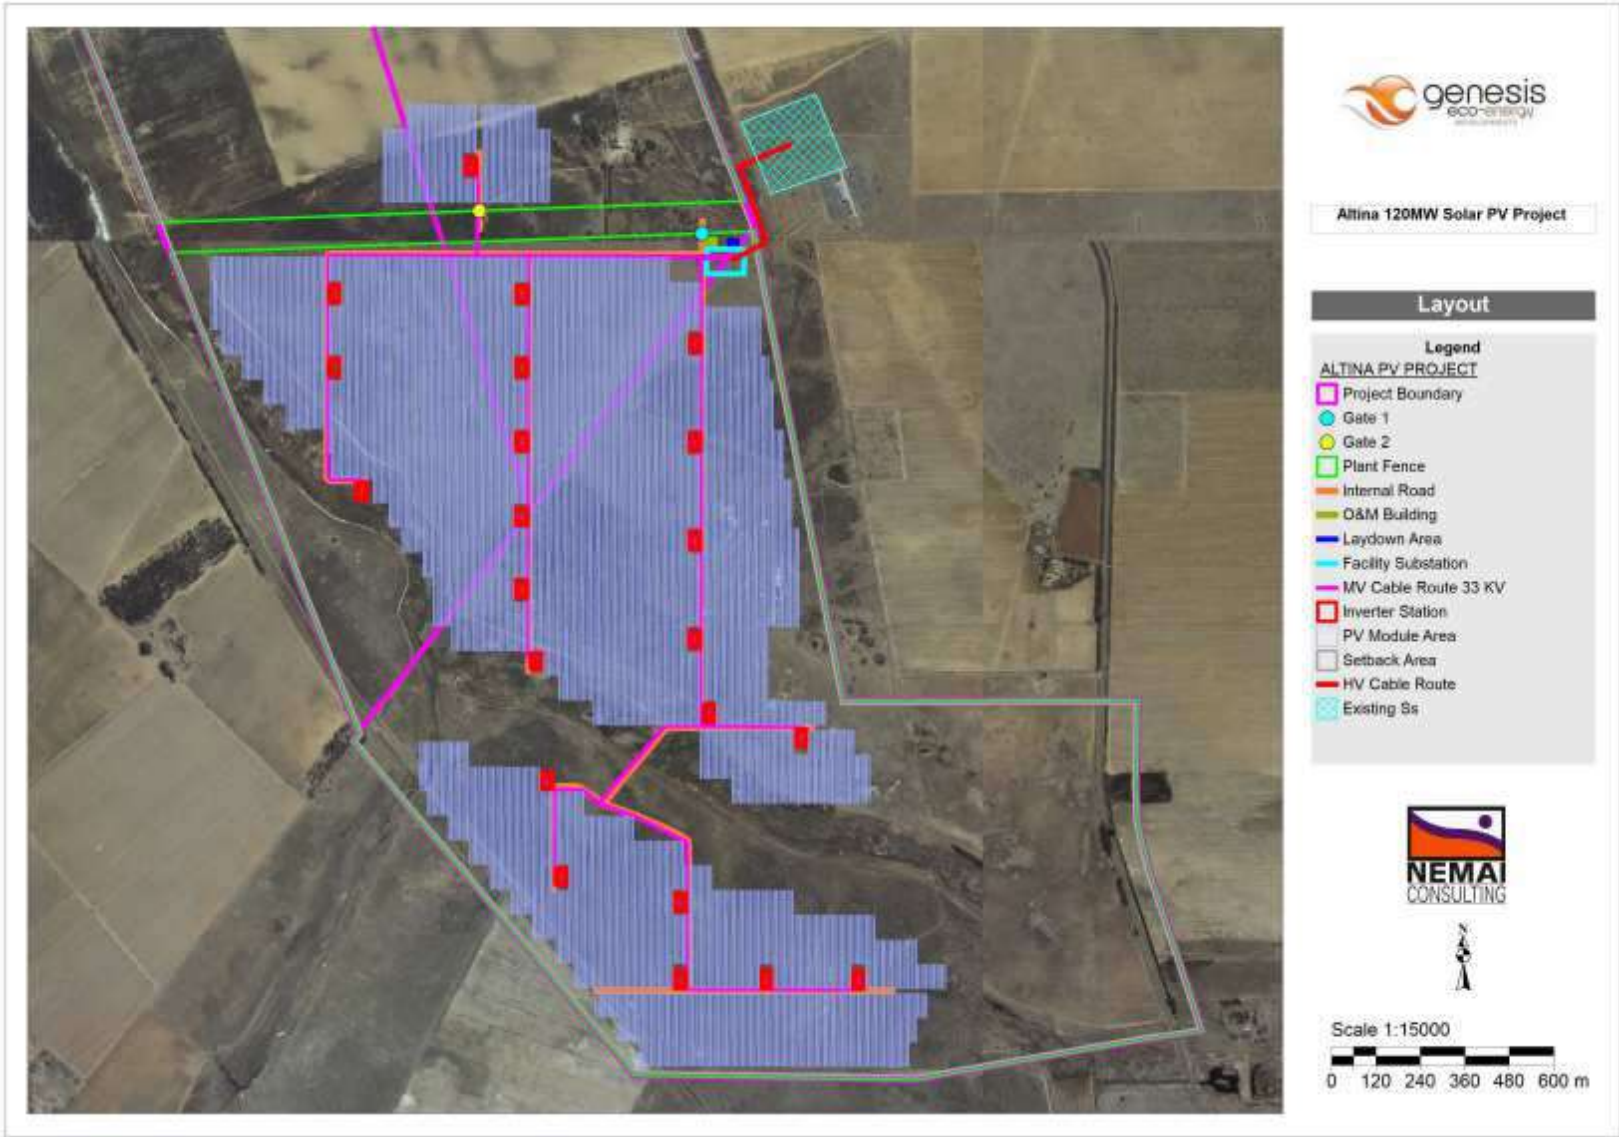 genesis
eco-energy
DEVELOPMENTS
Altina 120MW Solar PV Project
Layout
Legend
ALTINA PV PROJECT
Project Boundary
Gate 1
Gate 2
Plant Fence
Internal Road
O&M Building
Laydown Area
Facility Substation
MV Cable Route 33 KV
Inverter Station
PV Module Area
Setback Area
HV Cable Route
Existing Ss
NEMAI
CONSULTING
N
Scale 1:15000
0 120 240 360 480 600 m